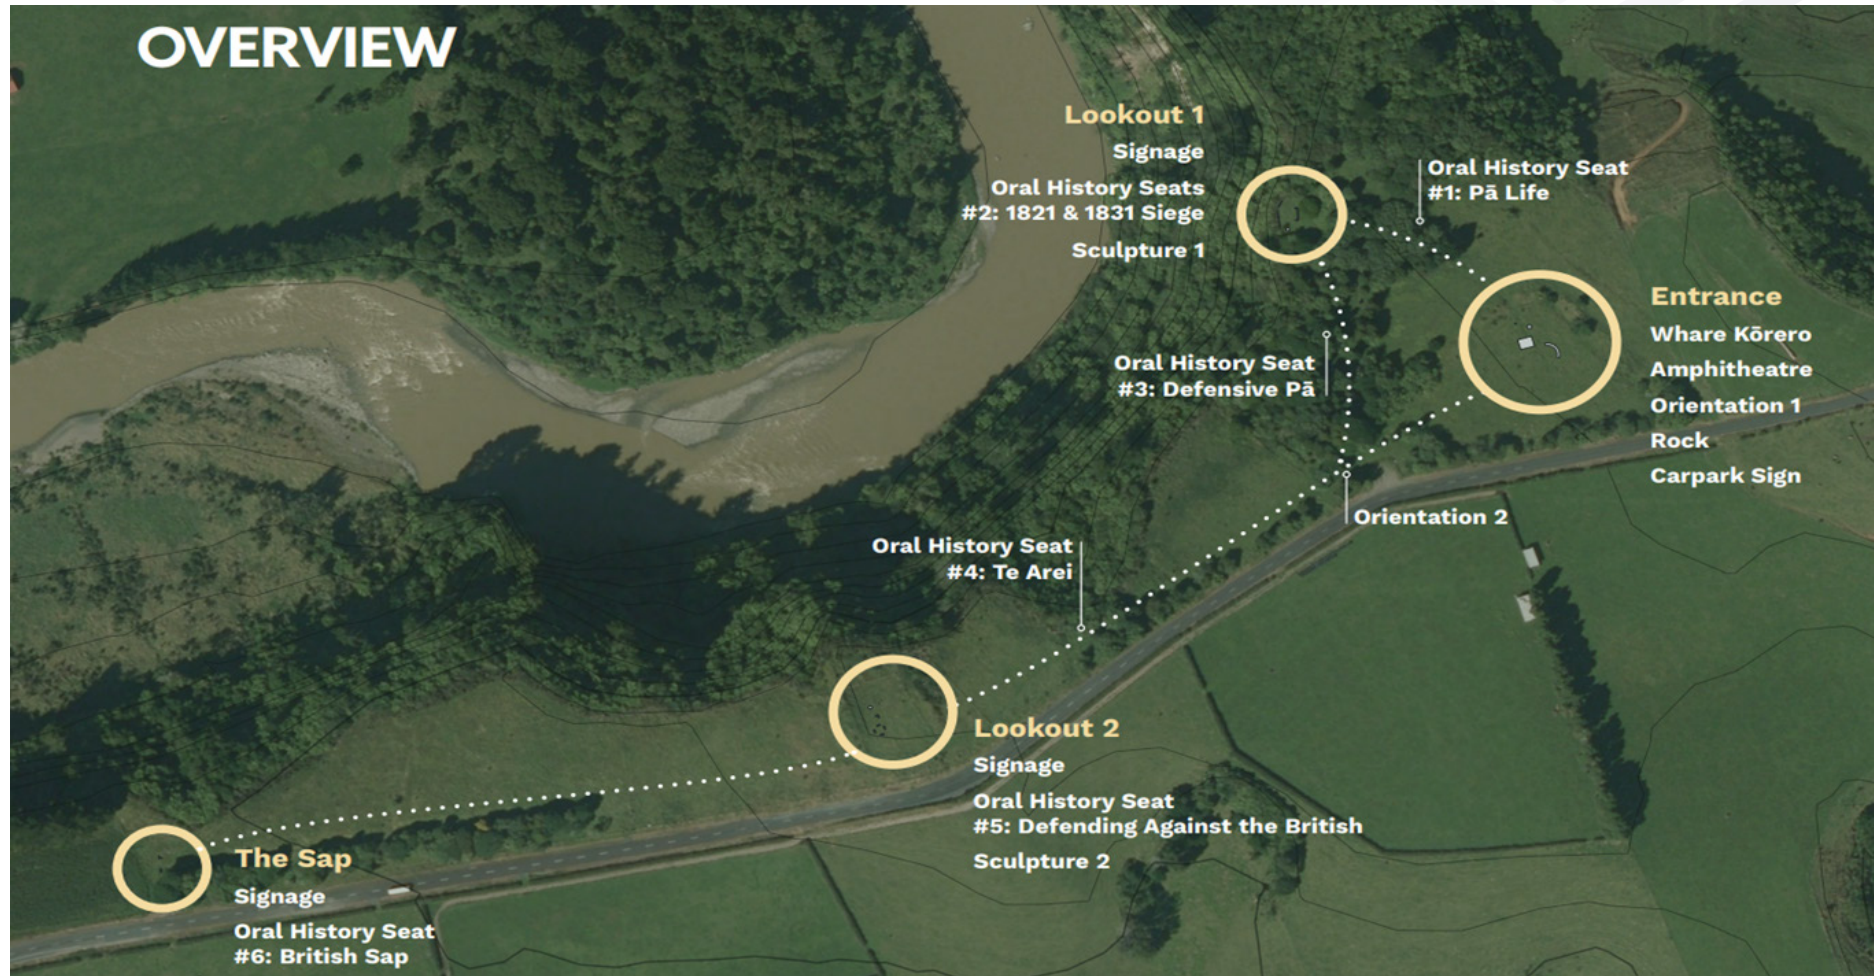 OVERVIEW
Lookout 1
Signage
Oral History Seats
#2: 1821 & 1831 Siege
Sculpture 1
Oral History Seat
#1: Pā Life
Entrance
Whare Kōrero
Amphitheatre
Orientation 1
Rock
Carpark Sign
Oral History Seat
#3: Defensive Pā
Orientation 2
Oral History Seat
#4: Te Arei
Lookout 2
Signage
Oral History Seat
#5: Defending Against the British
Sculpture 2
The Sap
Signage
Oral History Seat
#6: British Sap